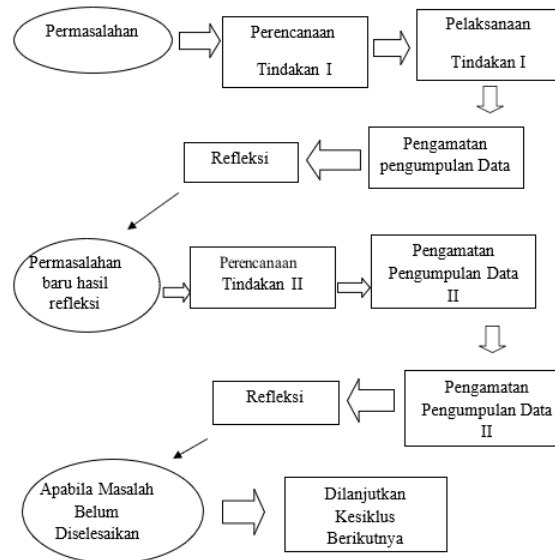 Permasalahan
Perencanaan
Tindakan I
Pelaksanaan
Tindakan I
Pengamatan
pengumpulan Data
Refleksi
Permasalahan
baru hasil
refleksi
Perencanaan
Tindakan II
Pengamatan
Pengumpulan Data
II
Pengamatan
Pengumpulan Data
II
Refleksi
Apabila Masalah
Belum
Diselesaikan
Dilanjutkan
Kesiklus
Berikutnya